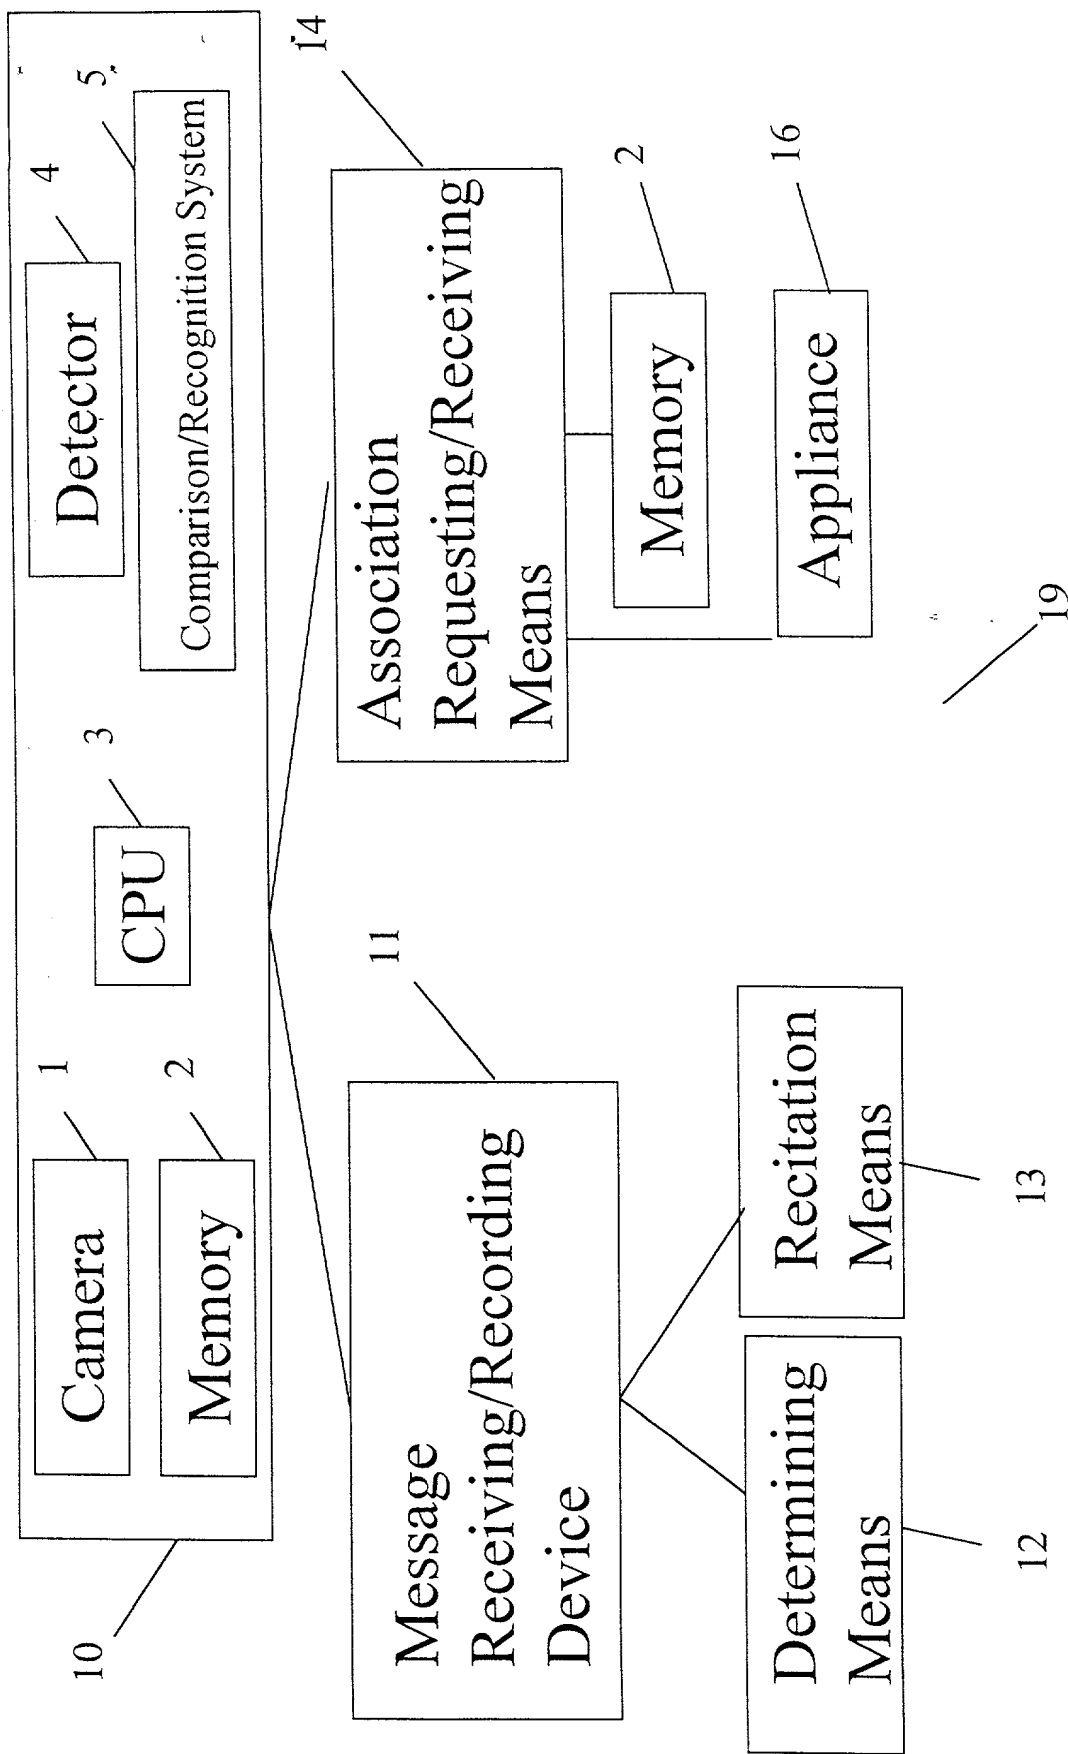 10
Camera
1
Memory
2
CPU
3
Detector
4
Comparison/Recognition System
5
Message
Receiving/Recording
Device
11
Association
Requesting/Receiving
Means
14
Determining
Means
12
Recitation
Means
13
Memory
2
Appliance
16
19